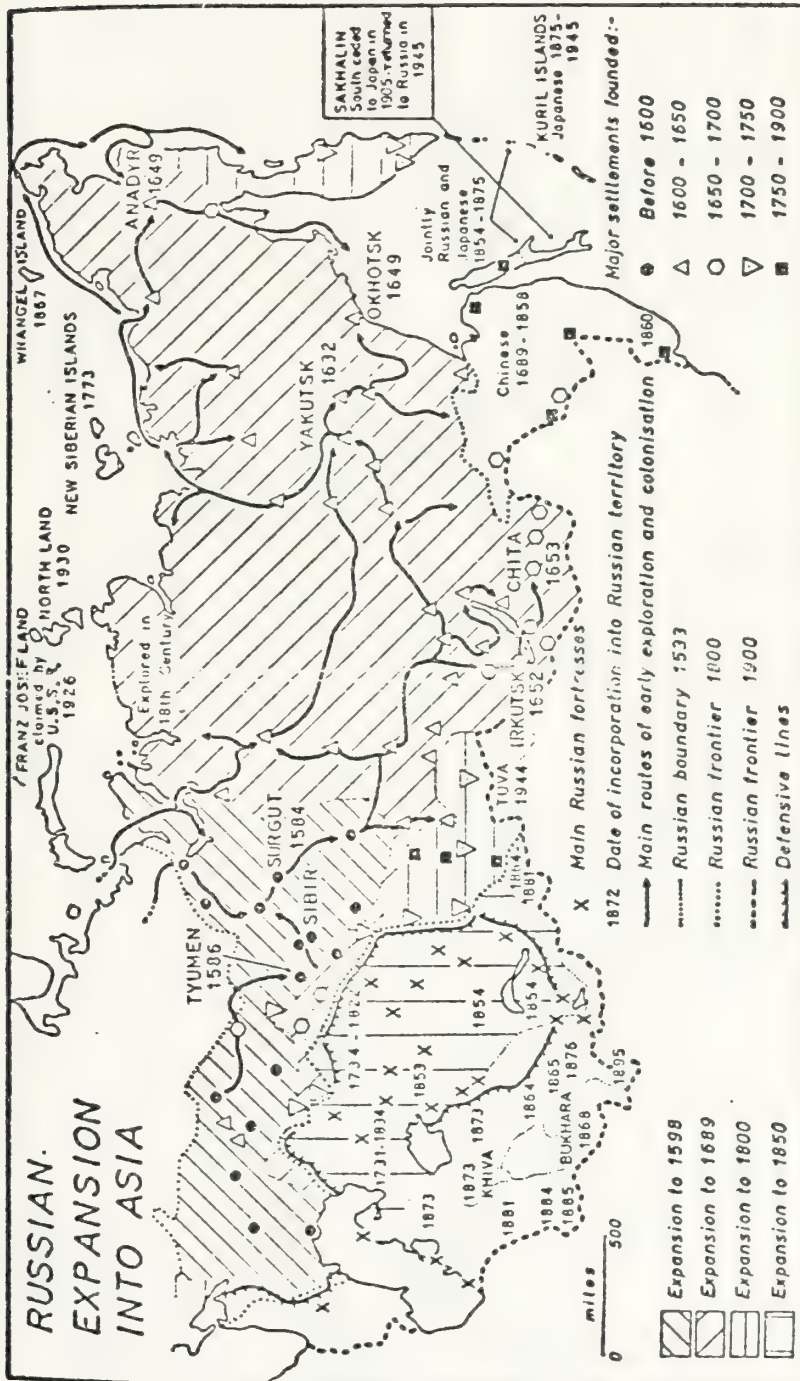 RUSSIAN.
EXPANSION
INTO ASIA
FRANZ JOSEF LAND
claimed by
U.S.S.R.
1926
NORTH LAND
1930
NEW SIBERIAN ISLANDS
1773
WRANGEL ISLAND
1867
Explored in
18th Century
ANADYR
1649
YAKUTSK
1632
OKHOTSK
1649
SAKHALIN
South ceded
to Japan in
1905-returned
to Russia in
1945
Jointly
Russian and
Japanese
1854-1875
KURIL ISLANDS
Japanese 1875-
1945
Chinese
1689-1858
1860
TYUMEN
1586
SURGUT
1584
SIBIR
CHITA
1653
IRKUTSK
1652
TUVA
1944
1864
1881
1734-1822
1731-1834
1853
1854
1854
1873
1873
(1873
KHIVA
1864
1865
1876
BUKHARA
1868
1881
1884
1885
1895
miles
0 500
Expansion to 1598
Expansion to 1689
Expansion to 1800
Expansion to 1850
X Main Russian fortresses
1872 Date of incorporation into Russian territory
Main routes of early exploration and colonisation
Russian boundary 1533
Russian frontier 1800
Russian frontier 1900
Defensive lines
Major settlements founded:-
Before 1600
1600 - 1650
1650 - 1700
1700 - 1750
1750 - 1900